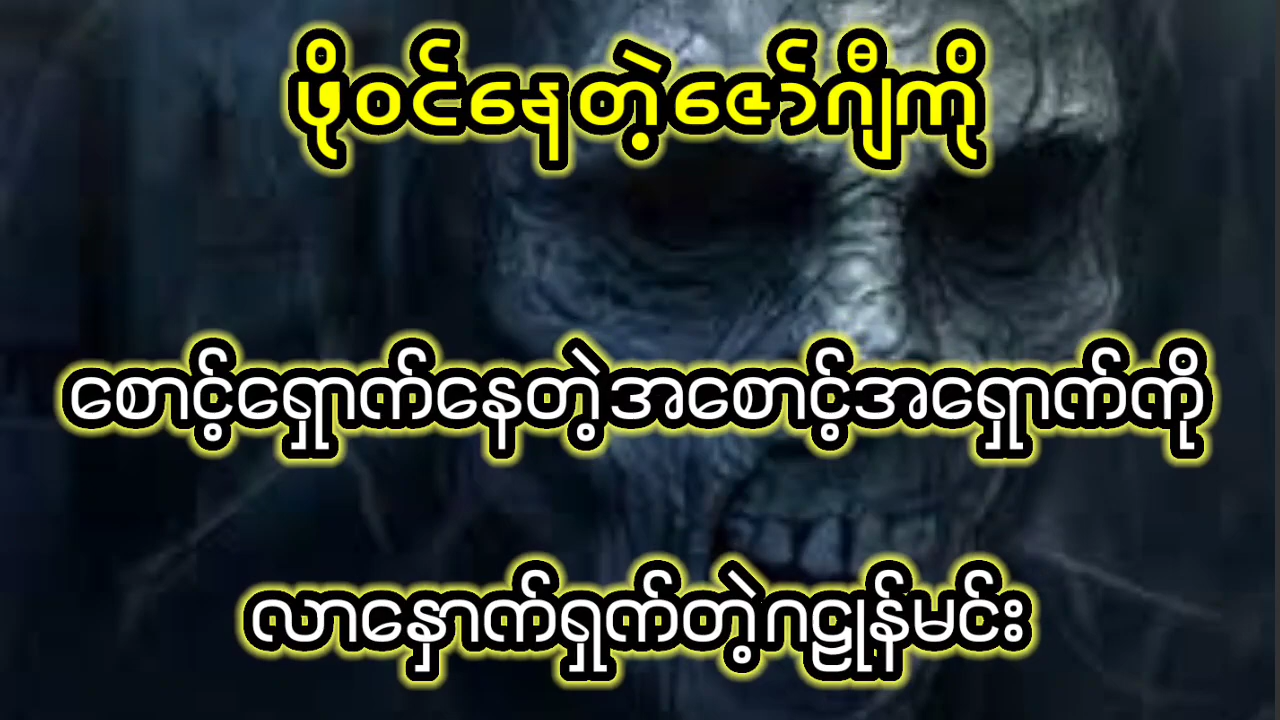 ဖိုဝင်နေတဲ့ဇော်ဂျီကို
စောင့်ရှောက်နေတဲ့အစောင့်အရှောက်ကို
လာနှောက်ရှက်တဲ့ဂဠုန်မင်း